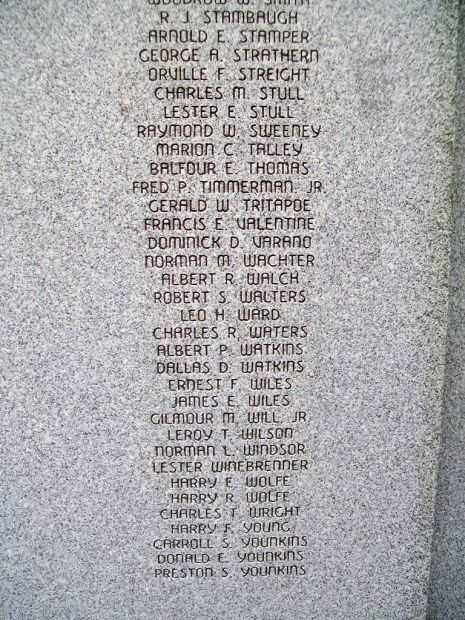 WOODROW W. SMITH
R. J. STAMBAUGH
ARNOLD E. STAMPER
GEORGE A. STRATHERN
ORVILLE F. STREIGHT
CHARLES M. STULL
LESTER E. STULL
RAYMOND W. SWEENEY
MARION C. TALLEY
BALFOUR E. THOMAS
FRED P. TIMMERMAN. JR.
GERALD W. TRITAPOE
FRANCIS E. VALENTINE
DOMINICK D. VARANO
NORMAN M. WACHTER
ALBERT R. WALCH
ROBERT S. WALTERS
LEO H. WARD
CHARLES R. WATERS
ALBERT P. WATKINS
DALLAS D. WATKINS
ERNEST F. WILES
JAMES E. WILES
GILMOUR M. WILL, JR
LEROY T. WILSON
NORMAN L. WINDSOR
LESTER WINEBRENNER
HARRY E. WOLFE
HARRY R. WOLFE
CHARLES T. WRIGHT
HARRY F. YOUNG
CARROLL S. YOUNKINS
DONALD E. YOUNKINS
PRESTON S. YOUNKINS